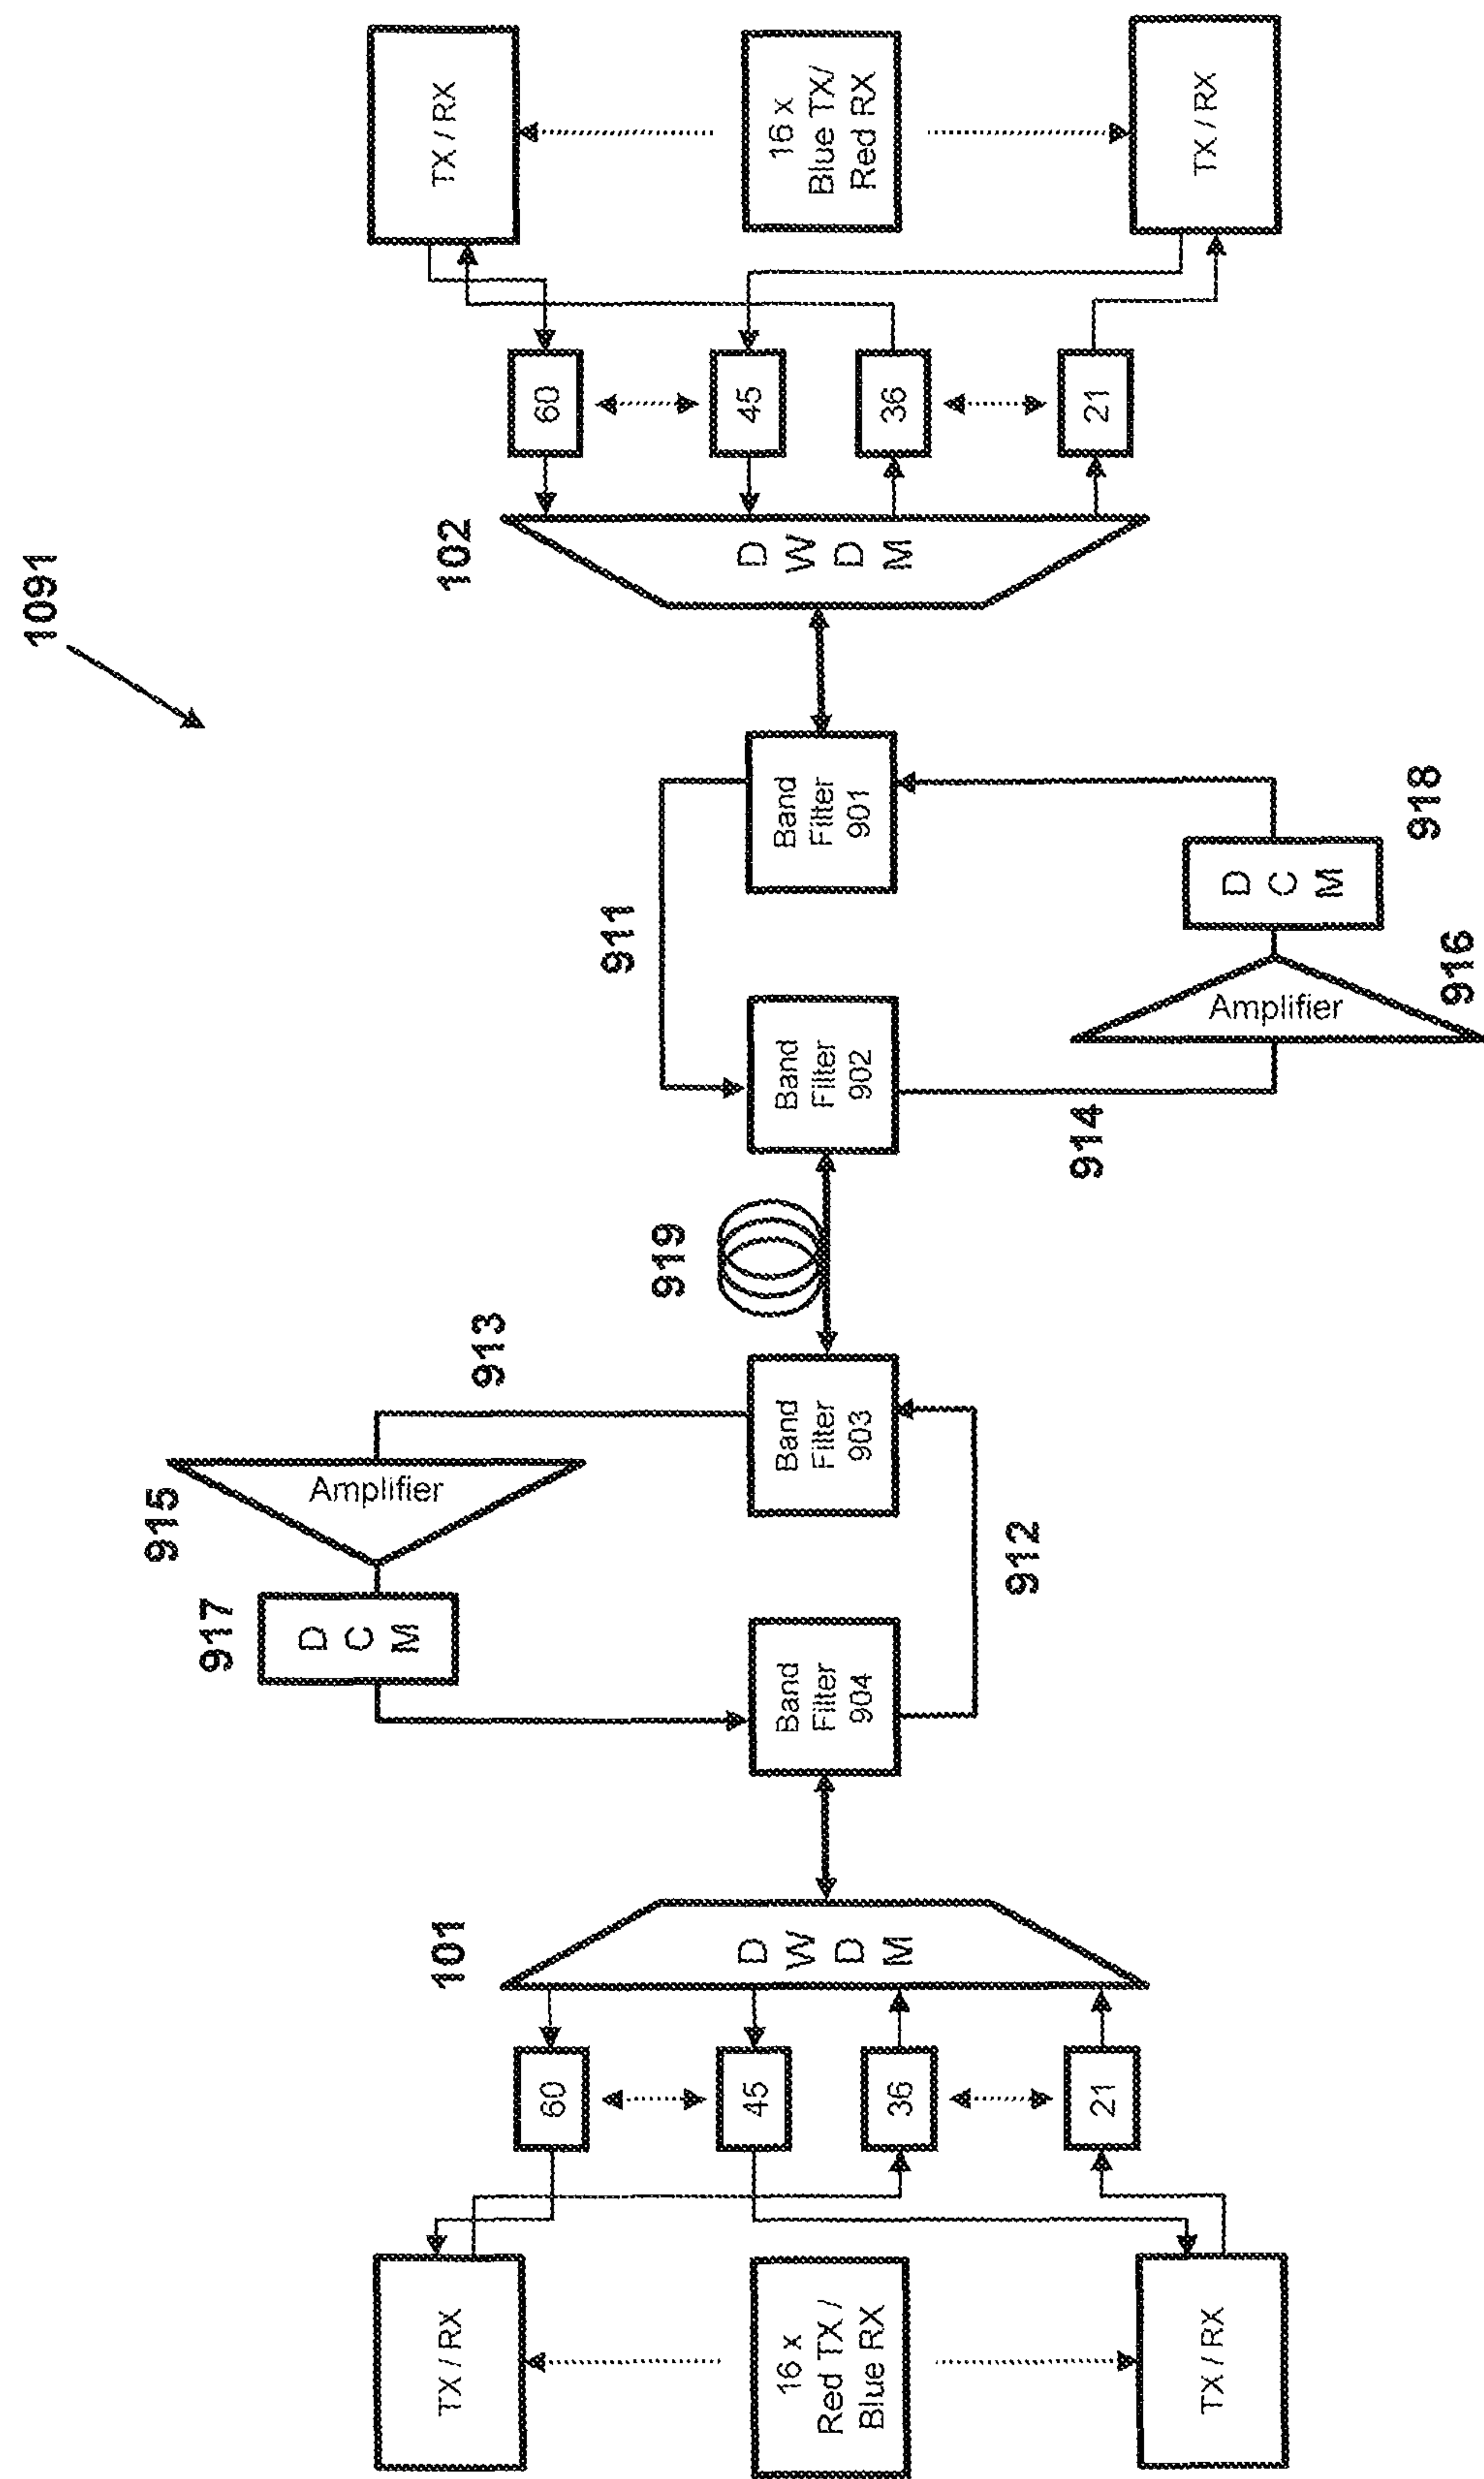 1091
TX / RX
16 x
Red TX /
Blue RX
TX / RX
60
45
36
21
101
D
W
D
M
917
D
C
M
915
Amplifier
913
Band
Filter
904
Band
Filter
903
912
919
911
Band
Filter
902
Band
Filter
901
914
Amplifier
916
D
C
M
918
102
D
W
D
M
60
45
36
21
TX / RX
16 x
Blue TX/
Red RX
TX / RX